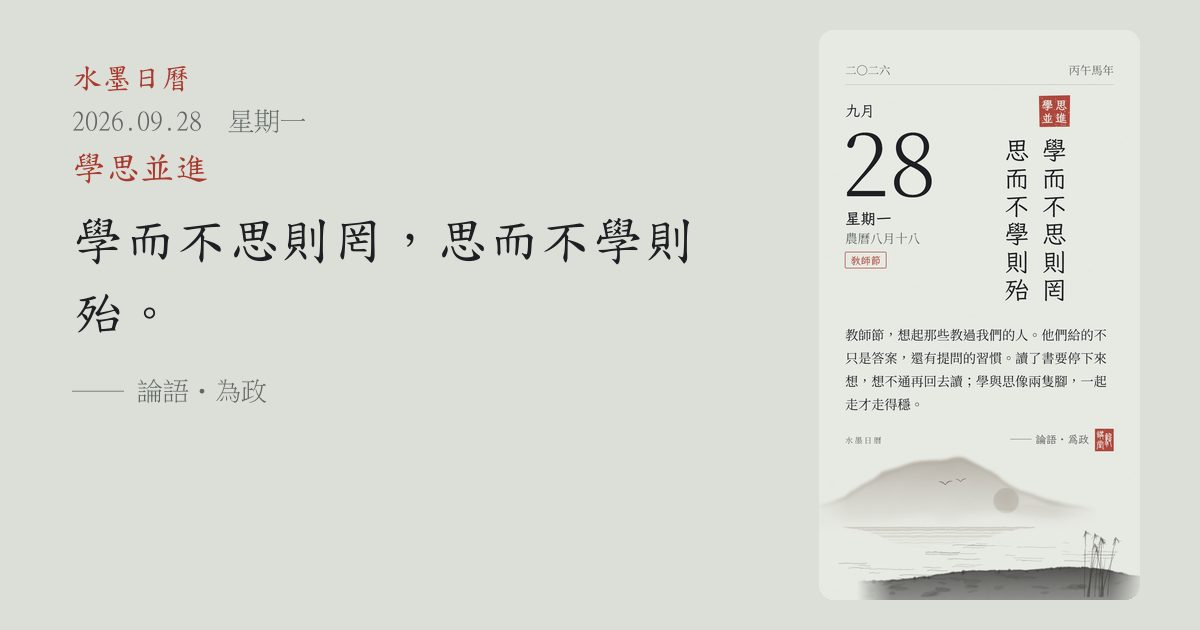 水墨日曆
2026.09.28 星期一
學思並進
學而不思則罔，思而不學則
殆。
—— 論語・為政
二〇二六
丙午馬年
九月
28
星期一
農曆八月十八
教師節
學思
並進
學而不思則罔
思而不學則殆
教師節，想起那些教過我們的人。他們給的不
只是答案，還有提問的習慣。讀了書要停下來
想，想不通再回去讀；學與思像兩隻腳，一起
走才走得穩。
水墨日曆
—— 論語・爲政